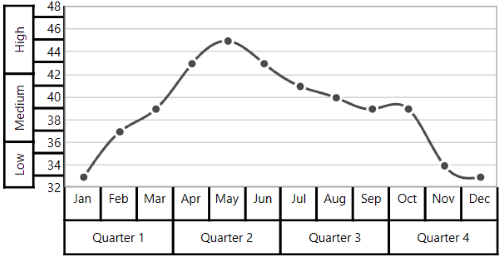 High
Medium
Low
48
46
44
42
40
38
36
34
32
Jan Feb Mar Apr May Jun Jul Aug Sep Oct Nov Dec
Quarter 1 Quarter 2 Quarter 3 Quarter 4